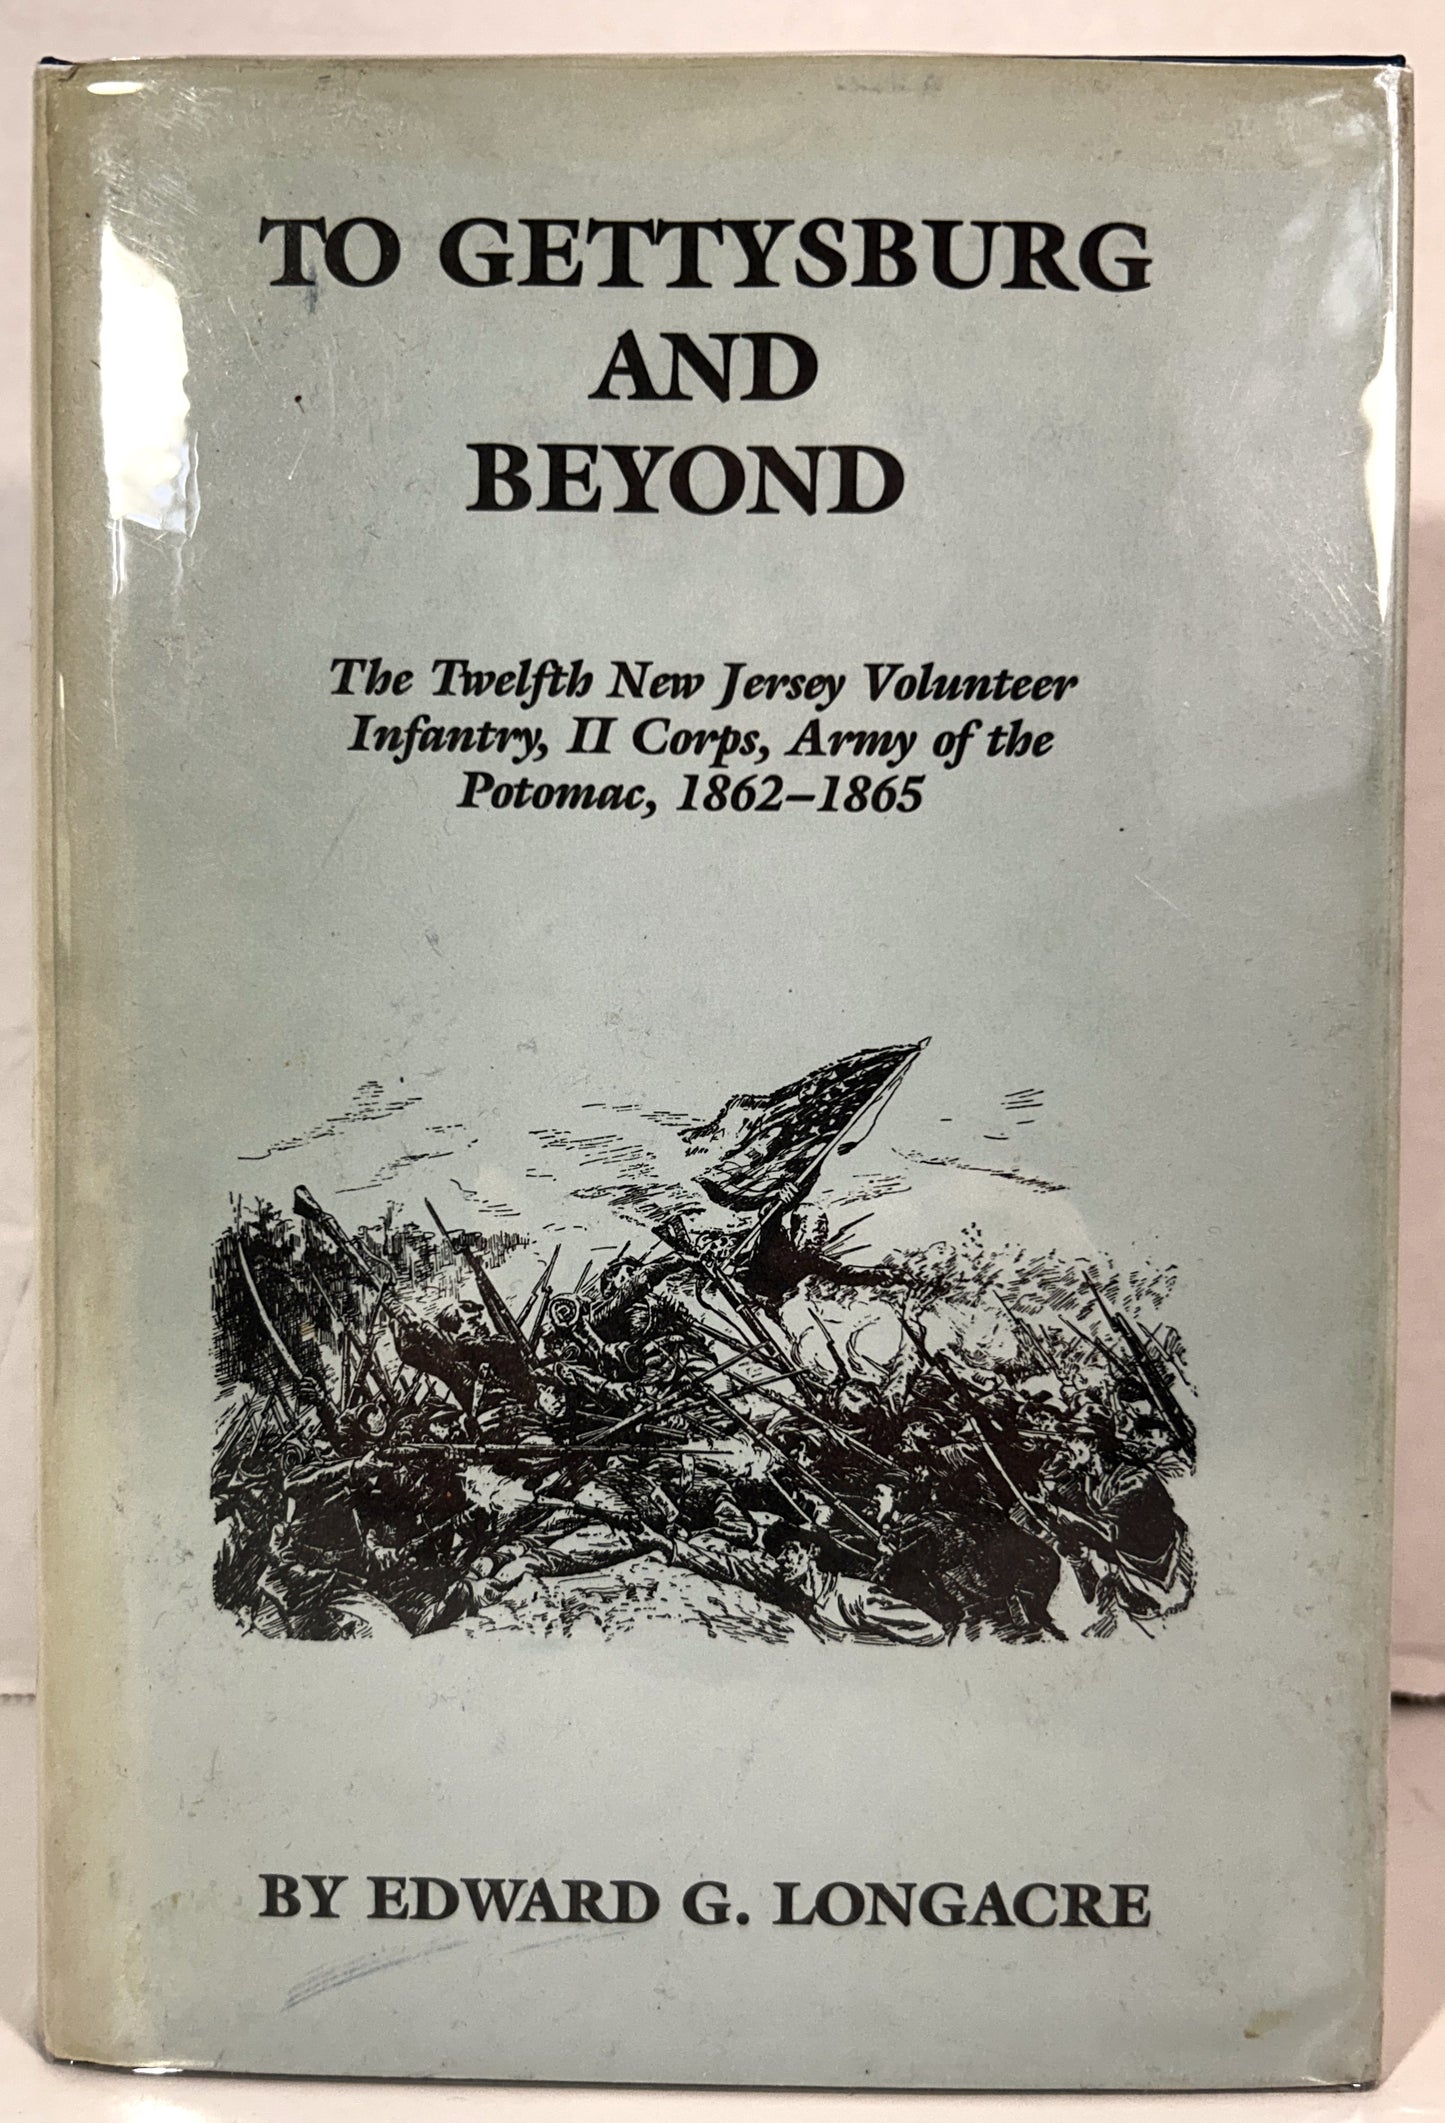 TO GETTYSBURG
AND
BEYOND
The Twelfth New Jersey Volunteer
Infantry, II Corps, Army of the
Potomac, 1862–1865
BY EDWARD G. LONGACRE